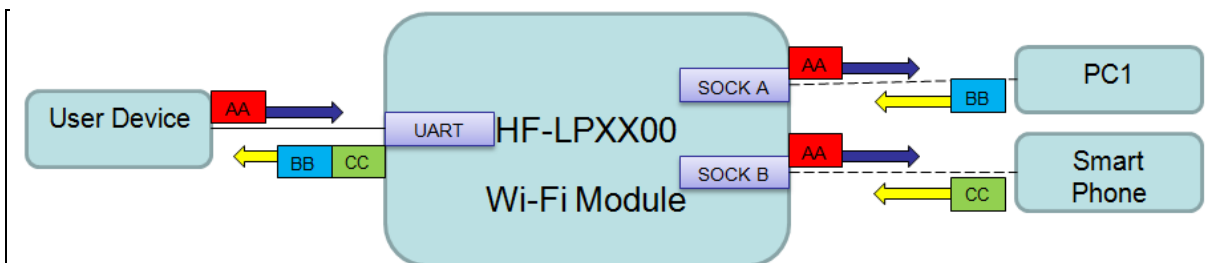 AA
SOCK A
AA
PC1
BB
User Device
AA
UART
HF-LPXX00
BB CC
SOCK B
AA
Smart
Phone
Wi-Fi Module
CC